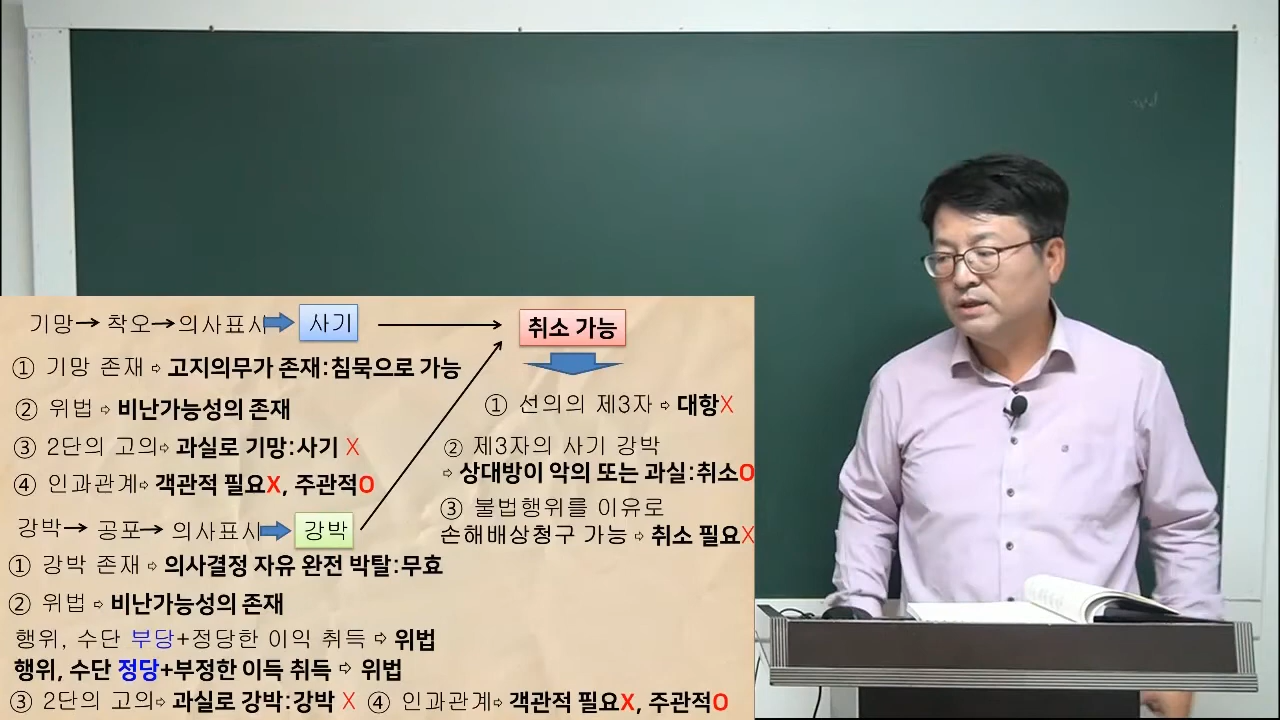 기망→ 착오→의사표시 사기 취소 가능
① 기망 존재 ⇨ 고지의무가 존재:침묵으로 가능
② 위법 ⇨ 비난가능성의 존재
③ 2단의 고의⇨ 과실로 기망:사기 X
④ 인과관계⇨ 객관적 필요X, 주관적O
① 선의의 제3자 ⇨ 대항X
② 제3자의 사기 강박
⇨ 상대방이 악의 또는 과실:취소O
③ 불법행위를 이유로
손해배상청구 가능 ⇨ 취소 필요X
강박→ 공포→ 의사표시 강박
① 강박 존재 ⇨ 의사결정 자유 완전 박탈:무효
② 위법 ⇨ 비난가능성의 존재
행위, 수단 부당+정당한 이익 취득 ⇨ 위법
행위, 수단 정당+부정한 이득 취득 ⇨ 위법
③ 2단의 고의⇨ 과실로 강박:강박 X ④ 인과관계⇨ 객관적 필요X, 주관적O